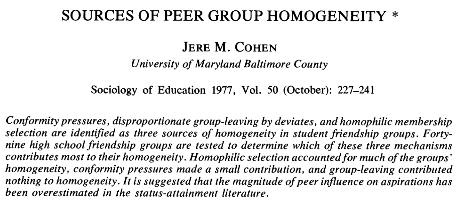 SOURCES OF PEER GROUP HOMOGENEITY *
JERE M. COHEN
University of Maryland Baltimore County
Sociology of Education 1977, Vol. 50 (October): 227–241
Conformity pressures, disproportionate group-leaving by deviates, and homophilic membership
selection are identified as three sources of homogeneity in student friendship groups. Forty-
nine high school friendship groups are tested to determine which of these three mechanisms
contributes most to their homogeneity. Homophilic selection accounted for much of the groups'
homogeneity, conformity pressures made a small contribution, and group-leaving contributed
nothing to homogeneity. It is suggested that the magnitude of peer influence on aspirations has
been overestimated in the status-attainment literature.